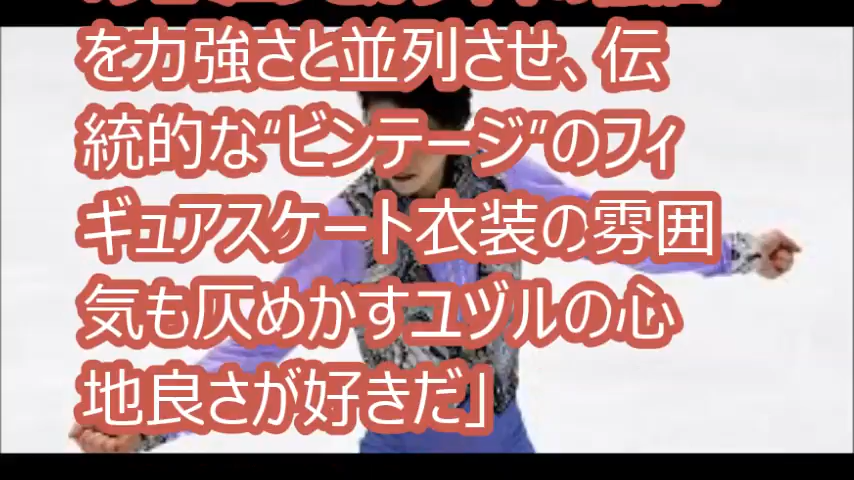 を力強さと並列させ、伝
統的な“ビンテージ”のフィ
ギュアスケート衣装の雰囲
気も仄めかすユヅルの心
地良さが好きだ」